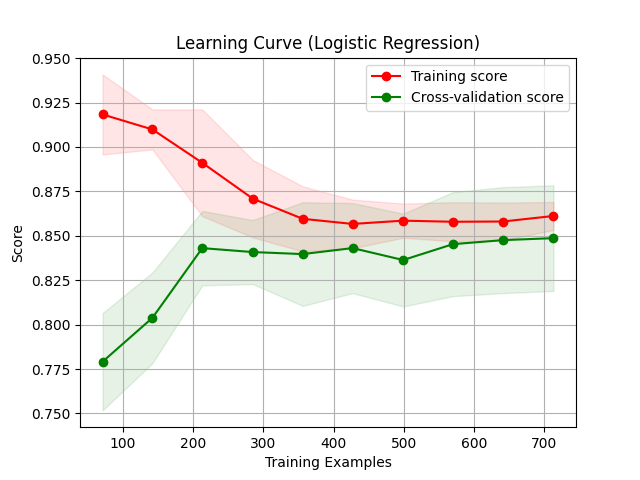 Learning Curve (Logistic Regression)
Training score
Cross-validation score
Score
0.950
0.925
0.900
0.875
0.850
0.825
0.800
0.775
0.750
100 200 300 400 500 600 700
Training Examples